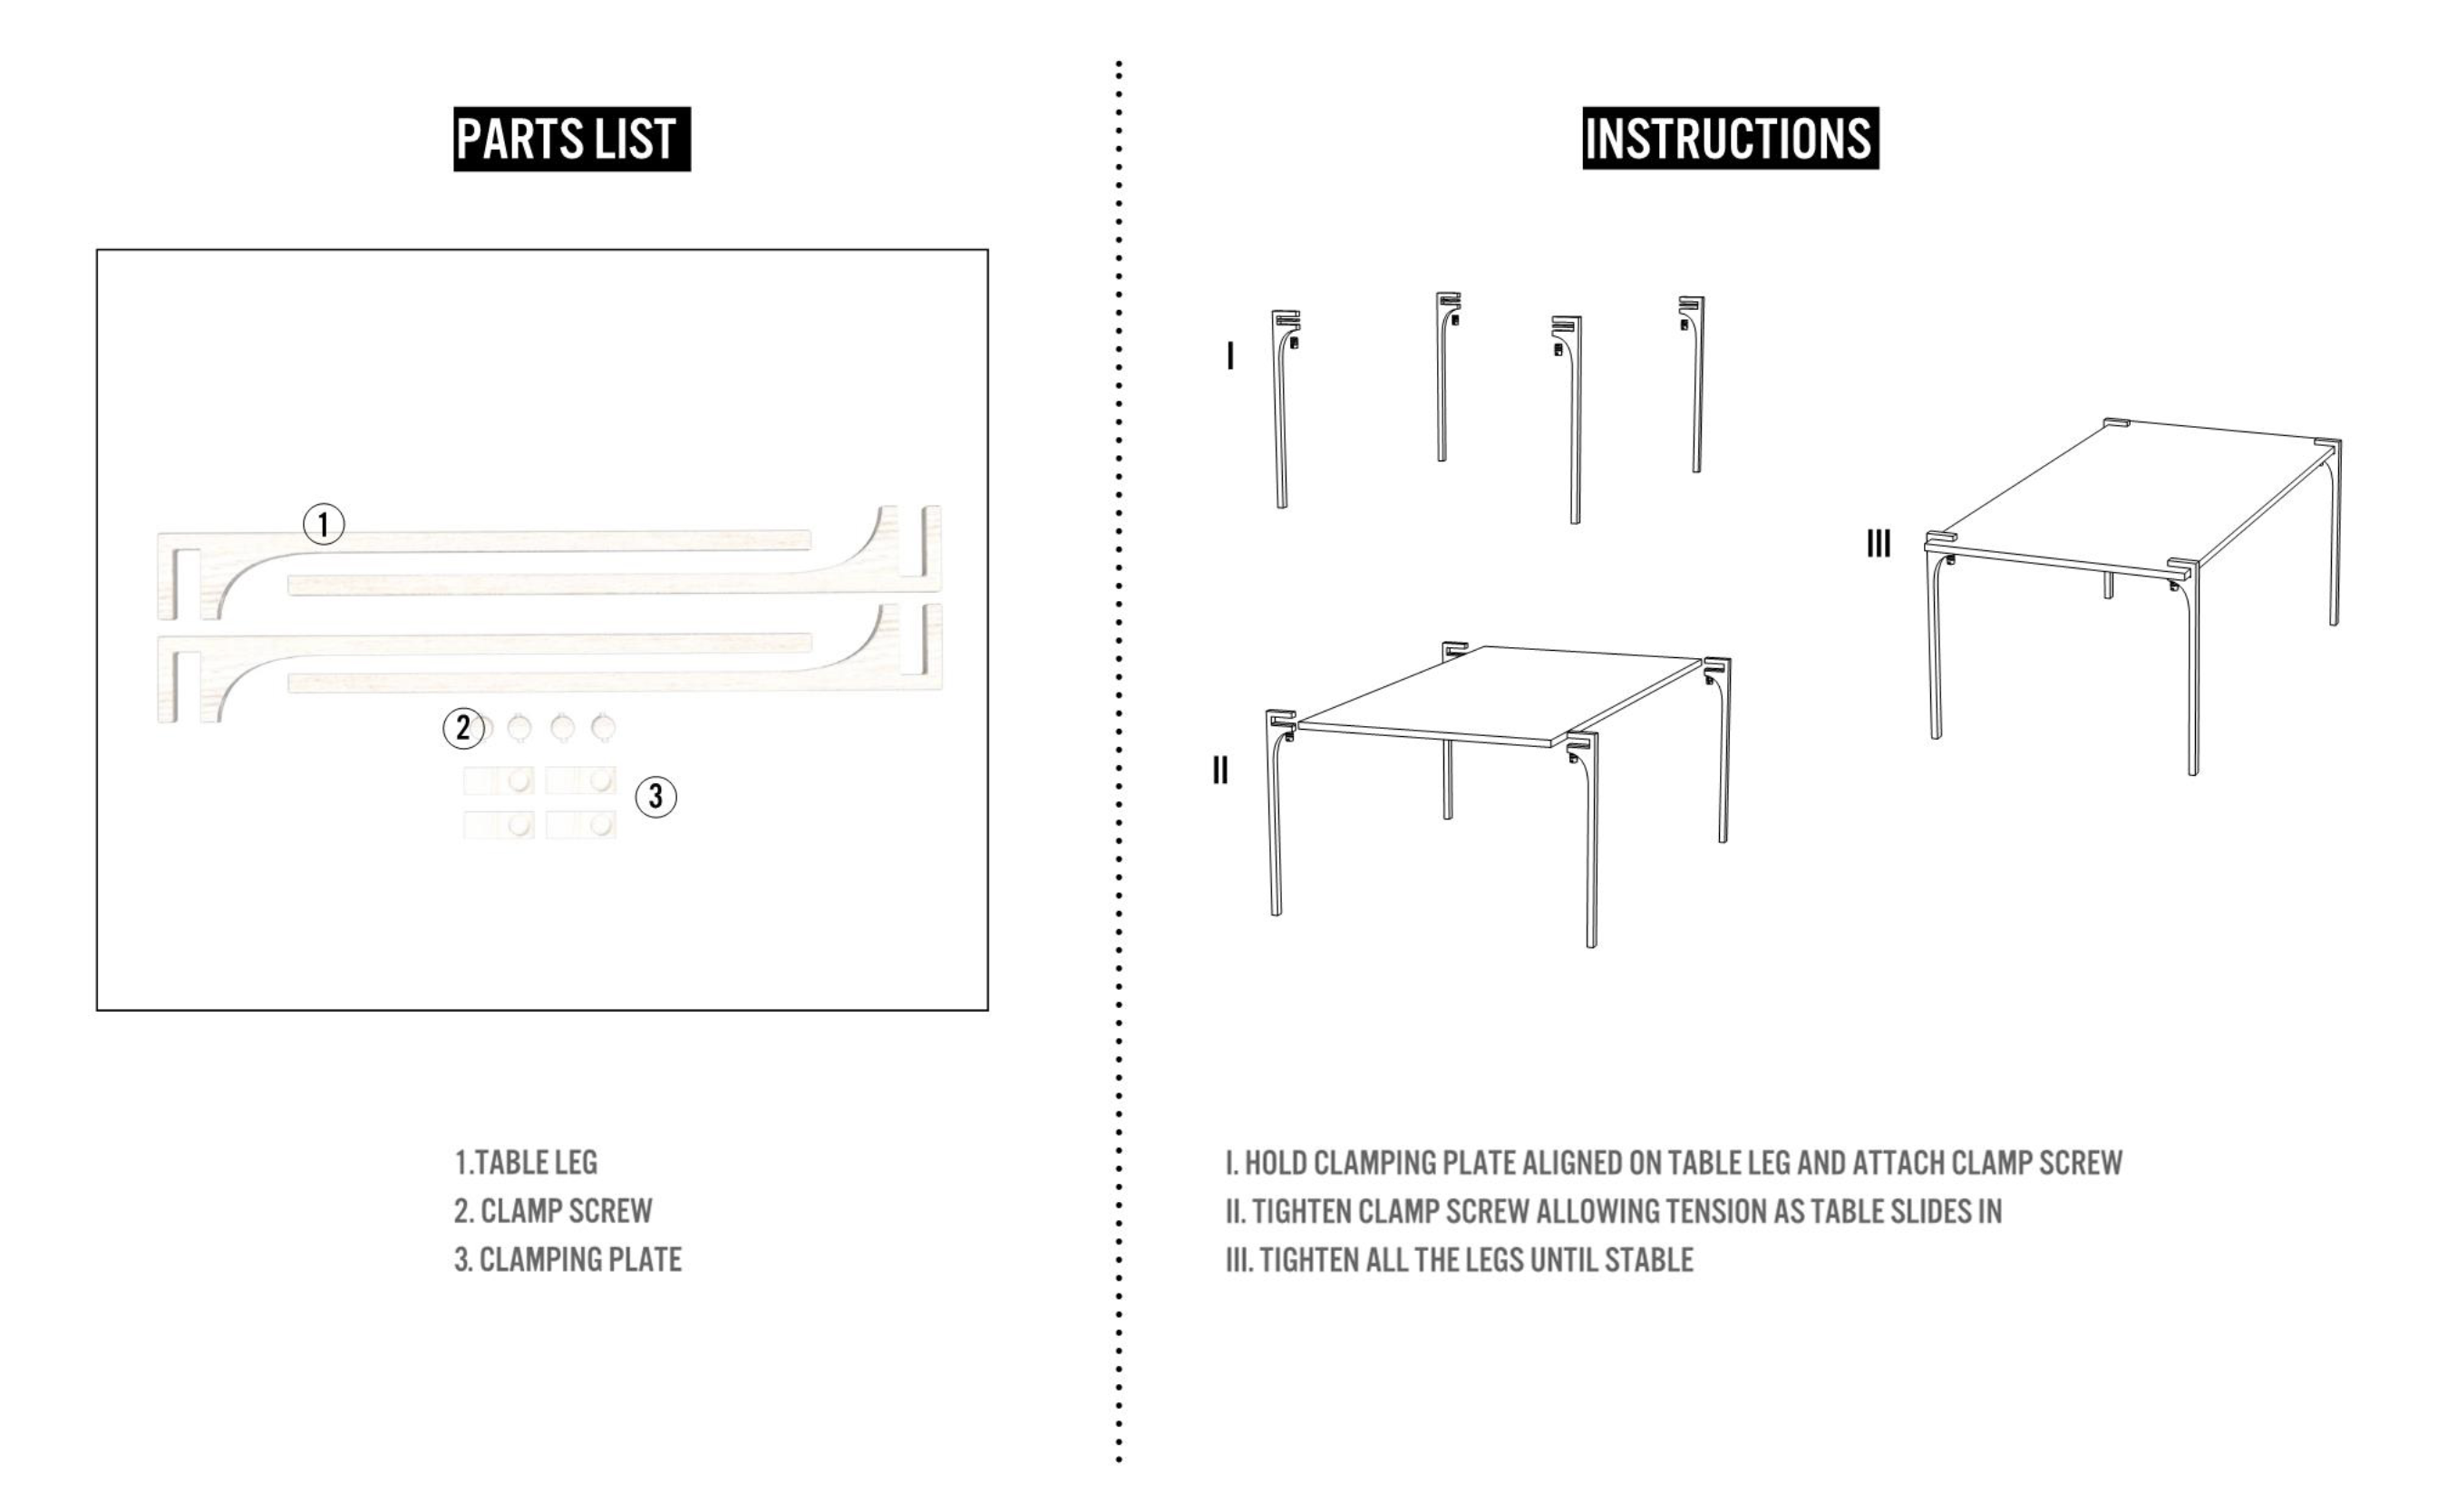 PARTS LIST
1
2
3
1.TABLE LEG
2. CLAMP SCREW
3. CLAMPING PLATE
INSTRUCTIONS
I
II
III
I. HOLD CLAMPING PLATE ALIGNED ON TABLE LEG AND ATTACH CLAMP SCREW
II. TIGHTEN CLAMP SCREW ALLOWING TENSION AS TABLE SLIDES IN
III. TIGHTEN ALL THE LEGS UNTIL STABLE